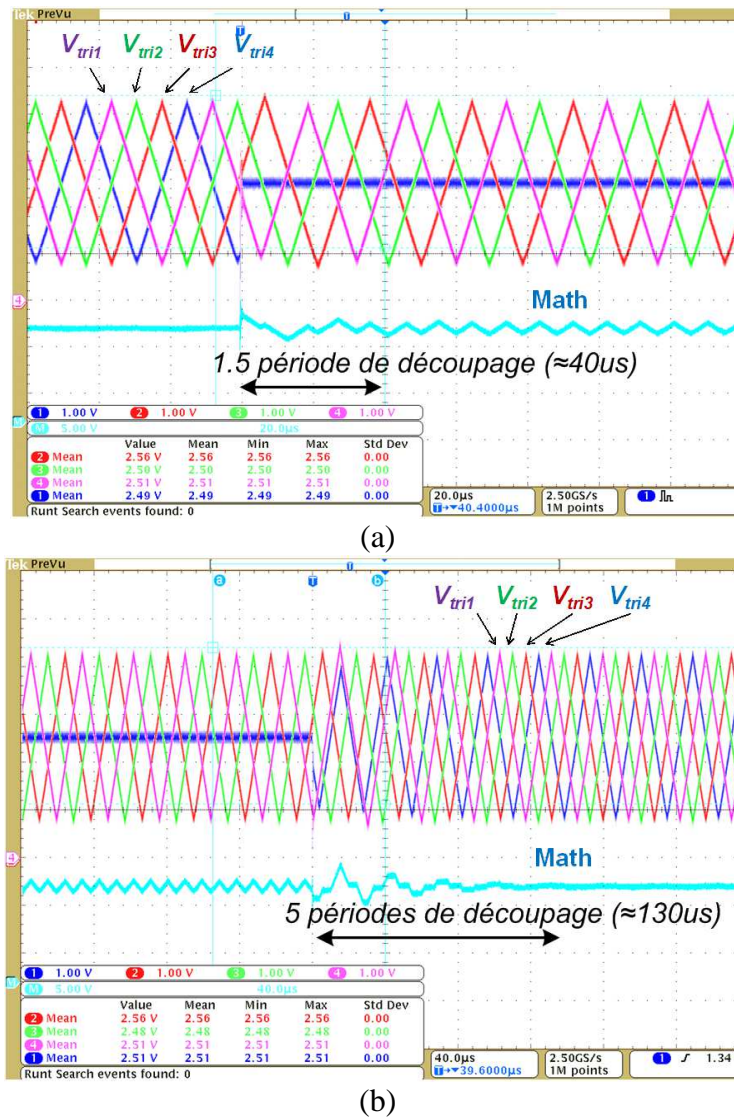 Tek PreVu
Vtri1 Vtri2 Vtri3 Vtri4
Math
1.5 période de découpage (≈40us)
1 1.00 V 2 1.00 V 3 1.00 V 4 1.00 V
M 5.00 V 20.0µs
Value Mean Min Max Std Dev
2 Mean 2.56 V 2.56 2.56 2.56 0.00
3 Mean 2.50 V 2.50 2.50 2.50 0.00
4 Mean 2.51 V 2.51 2.51 2.51 0.00
1 Mean 2.49 V 2.49 2.49 2.49 0.00
20.0µs 2.50GS/s 1
T→▼40.4000µs 1M points
Runt Search events found: 0
(a)
Tek PreVu
a T b
Vtri1 Vtri2 Vtri3 Vtri4
4
Math
5 périodes de découpage (≈130us)
1 1.00 V 2 1.00 V 3 1.00 V 4 1.00 V
M 5.00 V 40.0µs
Value Mean Min Max Std Dev
2 Mean 2.56 V 2.56 2.56 2.56 0.00
3 Mean 2.48 V 2.48 2.48 2.48 0.00
4 Mean 2.51 V 2.51 2.51 2.51 0.00
1 Mean 2.51 V 2.51 2.51 2.51 0.00
40.0µs 2.50GS/s 1 1.34
T→▼39.6000µs 1M points
Runt Search events found: 0
(b)